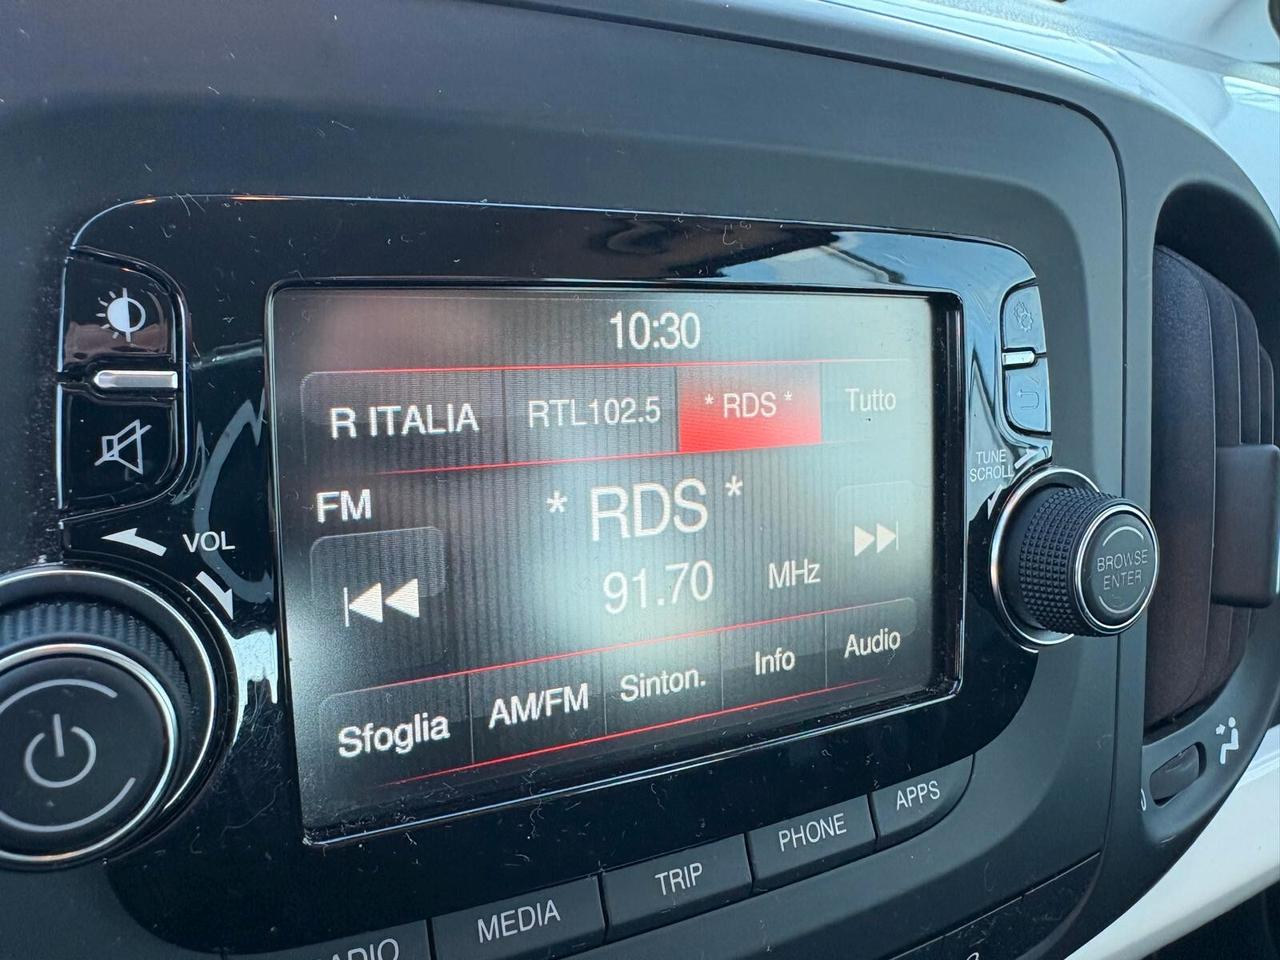 10:30
R ITALIA RTL102.5 * RDS * Tutto
FM
* RDS *
91.70 MHz
Sfoglia AM/FM Sinton. Info Audio
VOL
TUNE
SCROLL
BROWSE
ENTER
MEDIA TRIP PHONE APPS